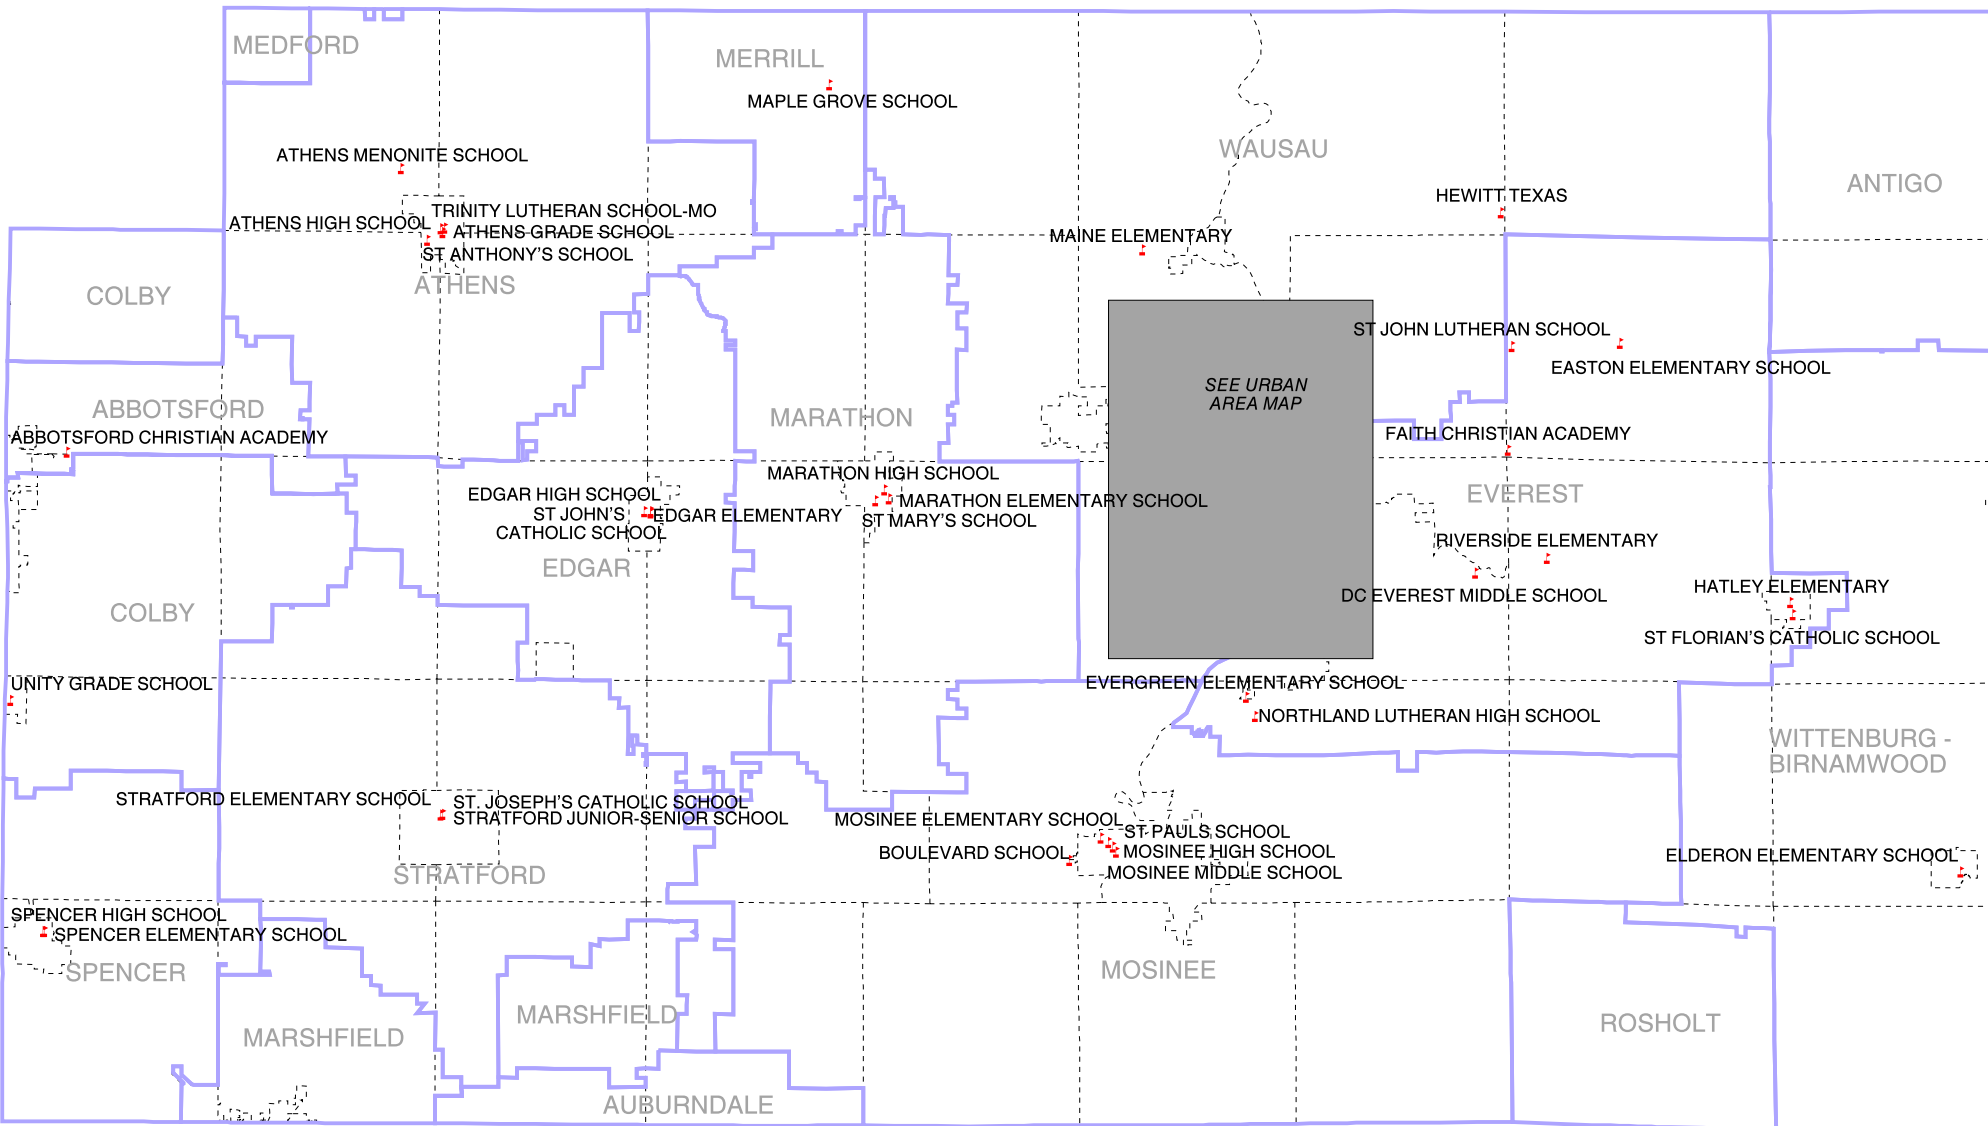 MEDFORD
MERRILL
MAPLE GROVE SCHOOL
WAUSAU
ATHENS MENONITE SCHOOL
ANTIGO
HEWITT TEXAS
TRINITY LUTHERAN SCHOOL-MO
ATHENS HIGH SCHOOL
ATHENS GRADE SCHOOL
MAINE ELEMENTARY
ST ANTHONY'S SCHOOL
ATHENS
COLBY
ST JOHN LUTHERAN SCHOOL
EASTON ELEMENTARY SCHOOL
SEE URBAN
AREA MAP
ABBOTSFORD
MARATHON
ABBOTSFORD CHRISTIAN ACADEMY
FAITH CHRISTIAN ACADEMY
MARATHON HIGH SCHOOL
EDGAR HIGH SCHOOL
EVEREST
MARATHON ELEMENTARY SCHOOL
ST JOHN'S
CATHOLIC SCHOOL
EDGAR ELEMENTARY
ST MARY'S SCHOOL
RIVERSIDE ELEMENTARY
EDGAR
HATLEY ELEMENTARY
DC EVEREST MIDDLE SCHOOL
COLBY
ST FLORIAN'S CATHOLIC SCHOOL
UNITY GRADE SCHOOL
EVERGREEN ELEMENTARY SCHOOL
NORTHLAND LUTHERAN HIGH SCHOOL
WITTENBURG -
BIRNAMWOOD
STRATFORD ELEMENTARY SCHOOL
ST. JOSEPH'S CATHOLIC SCHOOL
STRATFORD JUNIOR-SENIOR SCHOOL
MOSINEE ELEMENTARY SCHOOL
ST PAULS SCHOOL
BOULEVARD SCHOOL
MOSINEE HIGH SCHOOL
MOSINEE MIDDLE SCHOOL
ELDERON ELEMENTARY SCHOOL
STRATFORD
SPENCER HIGH SCHOOL
SPENCER ELEMENTARY SCHOOL
SPENCER
MOSINEE
MARSHFIELD
MARSHFIELD
ROSHOLT
AUBURNDALE